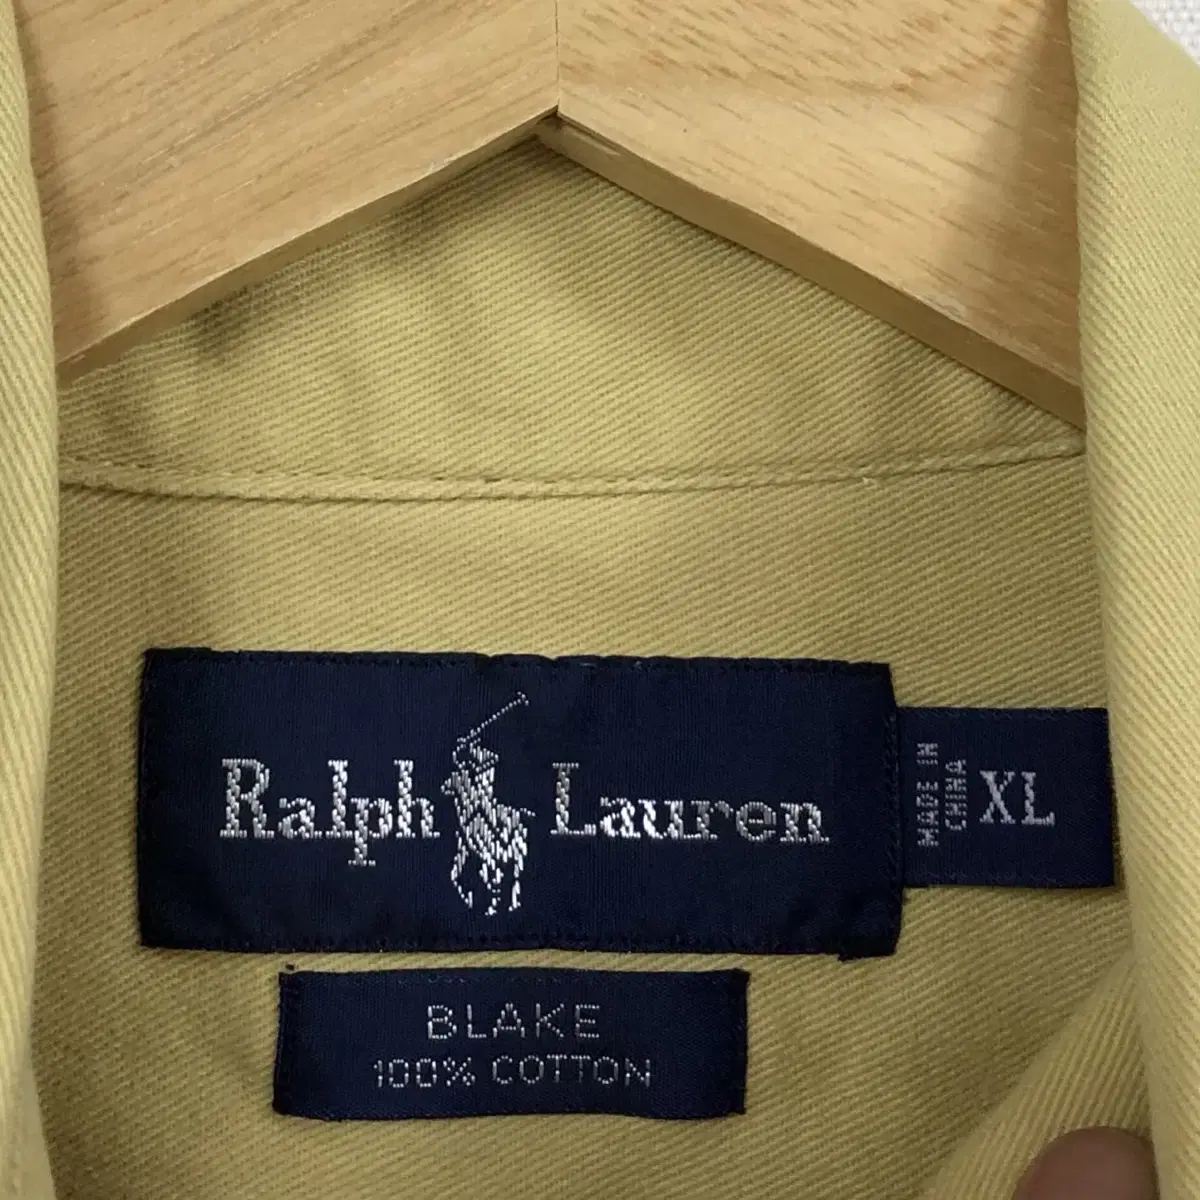 Ralph Lauren
MADE IN
CHINA
XL
BLAKE
100% COTTON